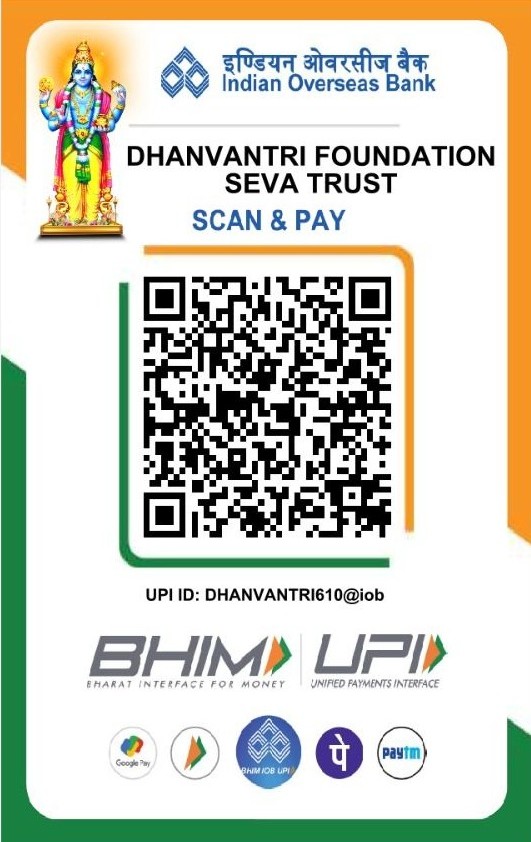 इण्डियन ओवरसीज़ बैंक
Indian Overseas Bank
DHANVANTRI FOUNDATION
SEVA TRUST
SCAN & PAY
UPI ID: DHANVANTRI610@iob
BHIM UPI
BHARAT INTERFACE FOR MONEY UNIFIED PAYMENTS INTERFACE
Google Pay BHIM IOB UPI पे paytm